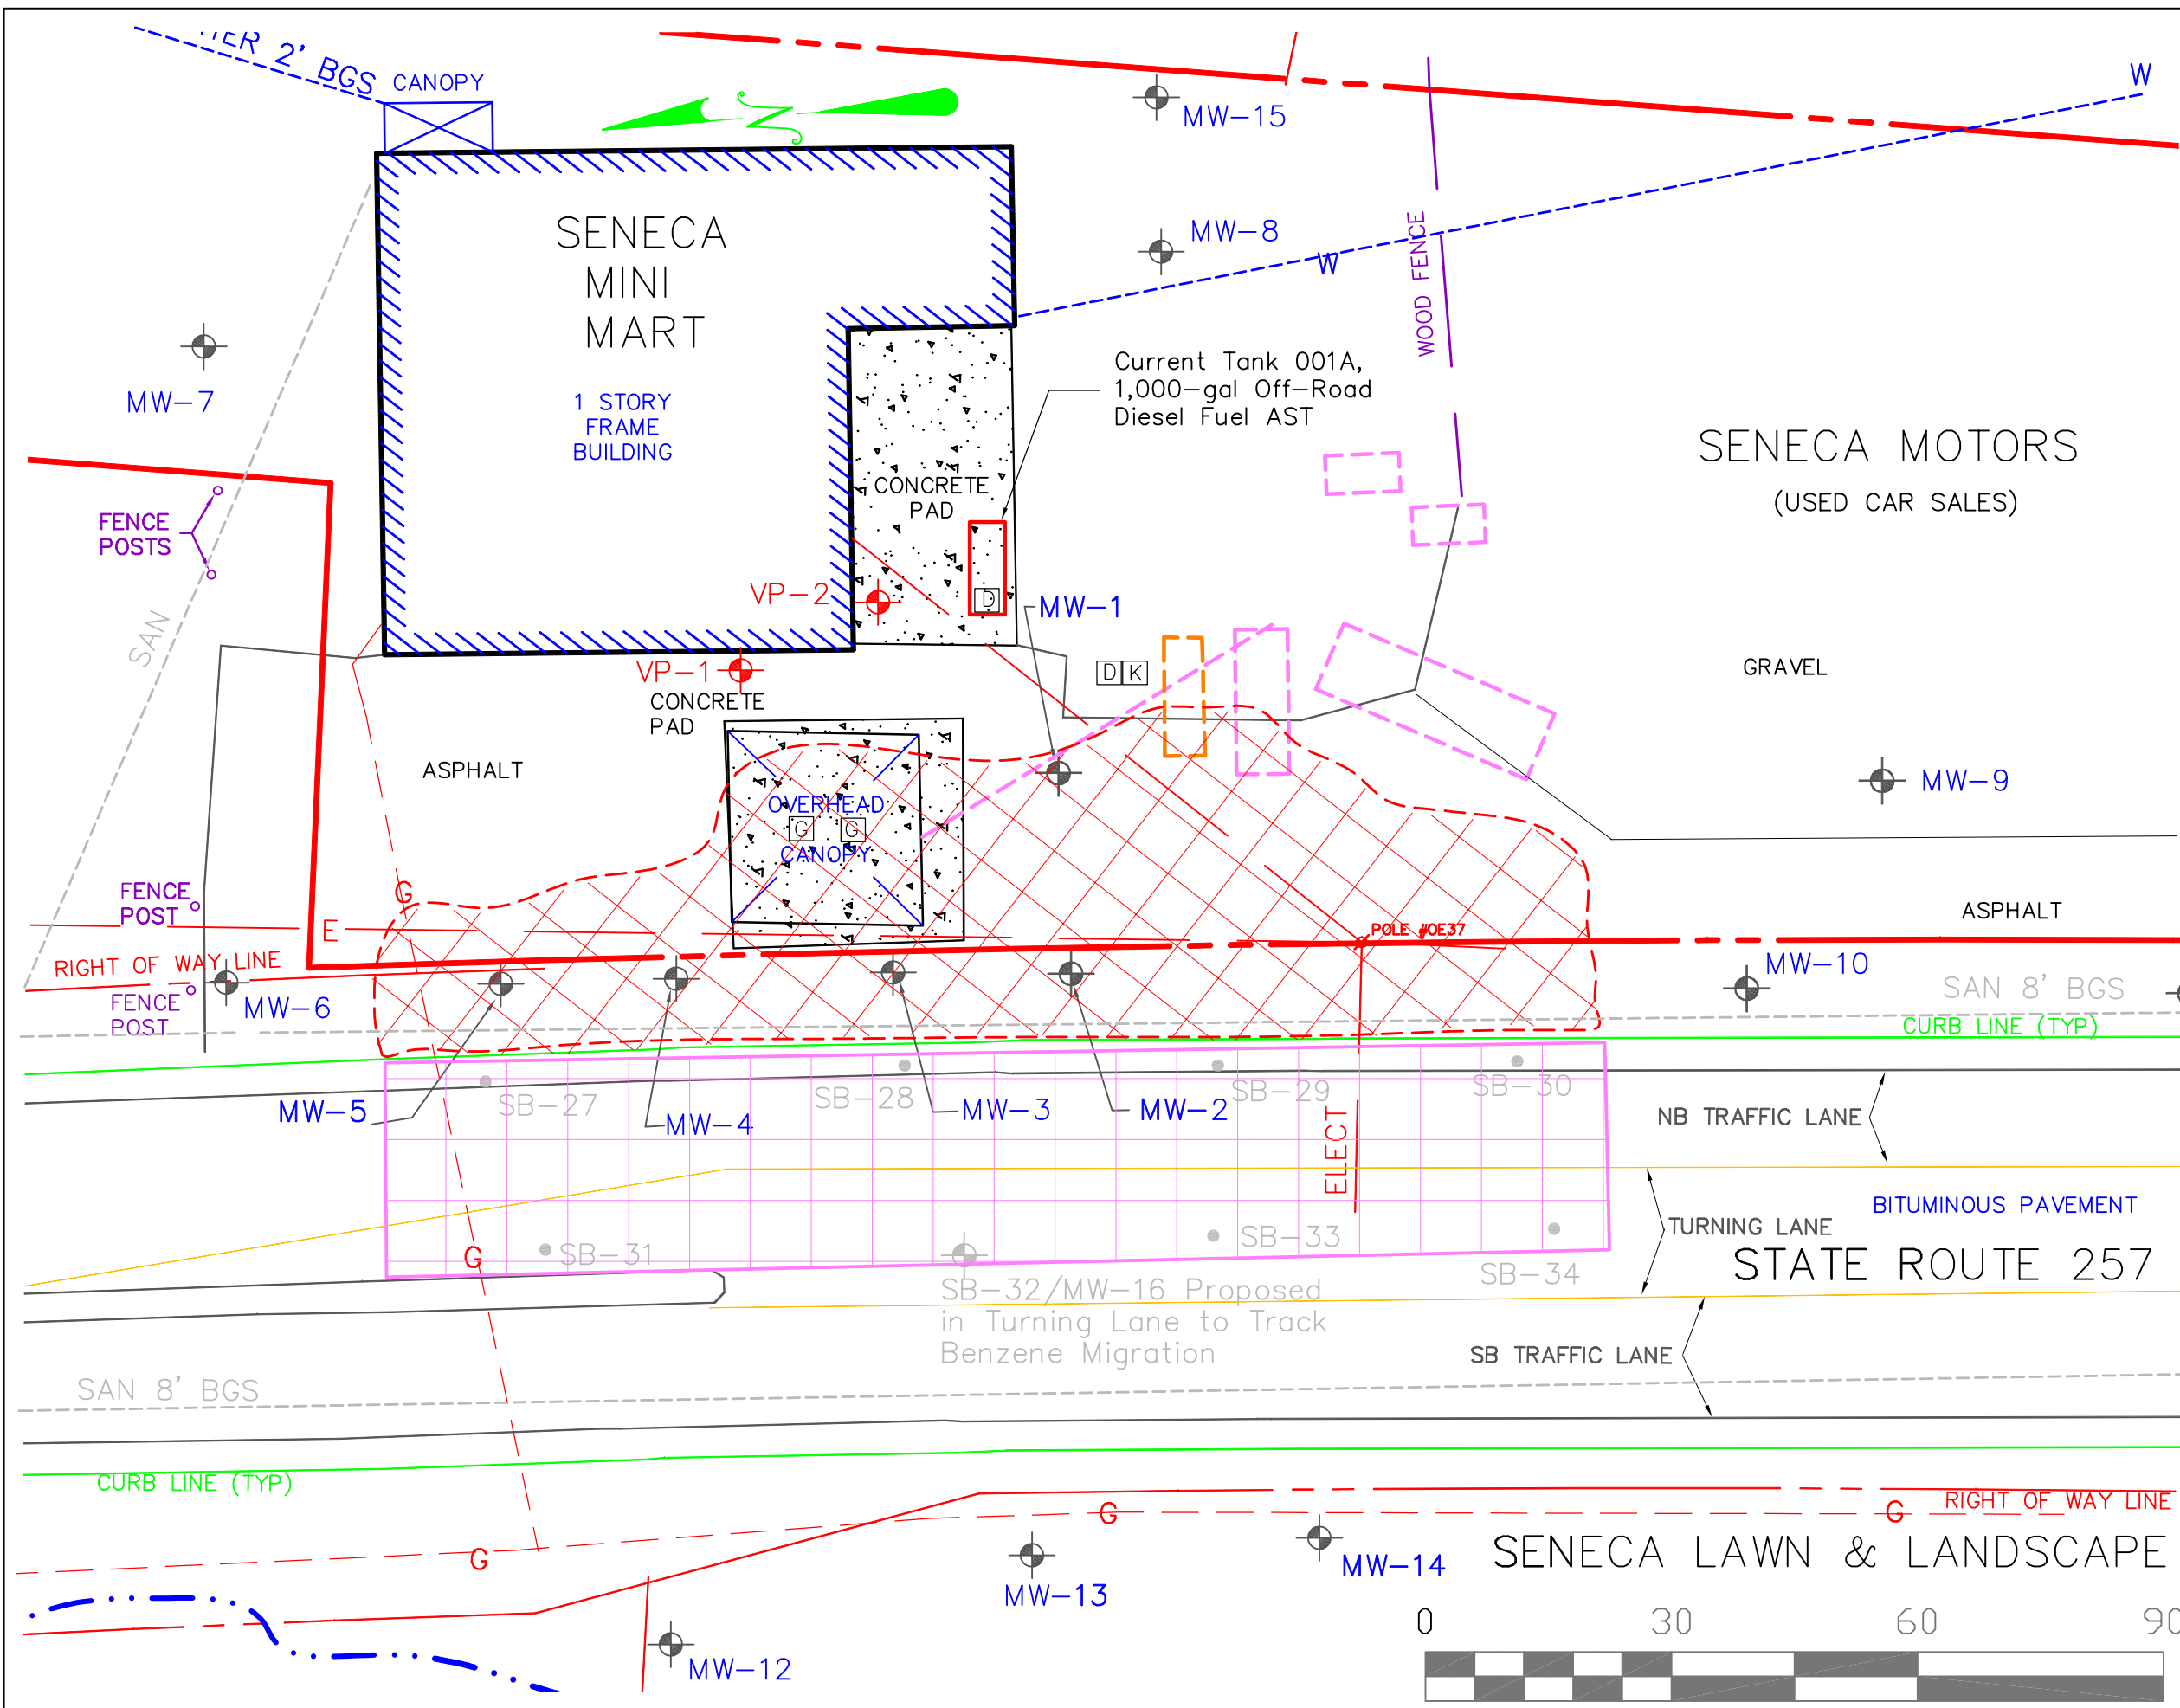 2' BGS
CANOPY
N
MW-15
W
SENECA
MINI
MART
MW-8
W
WOOD FENCE
MW-7
1 STORY
FRAME
BUILDING
Current Tank 001A,
1,000-gal Off-Road
Diesel Fuel AST
SENECA MOTORS
(USED CAR SALES)
CONCRETE
PAD
FENCE
POSTS
SAN
VP-2
D
MW-1
VP-1
D K
GRAVEL
CONCRETE
PAD
ASPHALT
MW-9
OVERHEAD
G G
CANOPY
G
FENCE
POST
E
ASPHALT
POLE #OE37
RIGHT OF WAY LINE
MW-10
FENCE
POST
MW-6
SAN 8' BGS
CURB LINE (TYP)
SB-27
SB-28
SB-29
SB-30
MW-5
MW-4
MW-3
MW-2
NB TRAFFIC LANE
ELECT
BITUMINOUS PAVEMENT
TURNING LANE
SB-31
G
SB-33
STATE ROUTE 257
SB-34
SB-32/MW-16 Proposed
in Turning Lane to Track
Benzene Migration
SB TRAFFIC LANE
SAN 8' BGS
CURB LINE (TYP)
G
G
RIGHT OF WAY LINE
G
SENECA LAWN & LANDSCAPE
MW-14
MW-13
MW-12
0 30 60 90